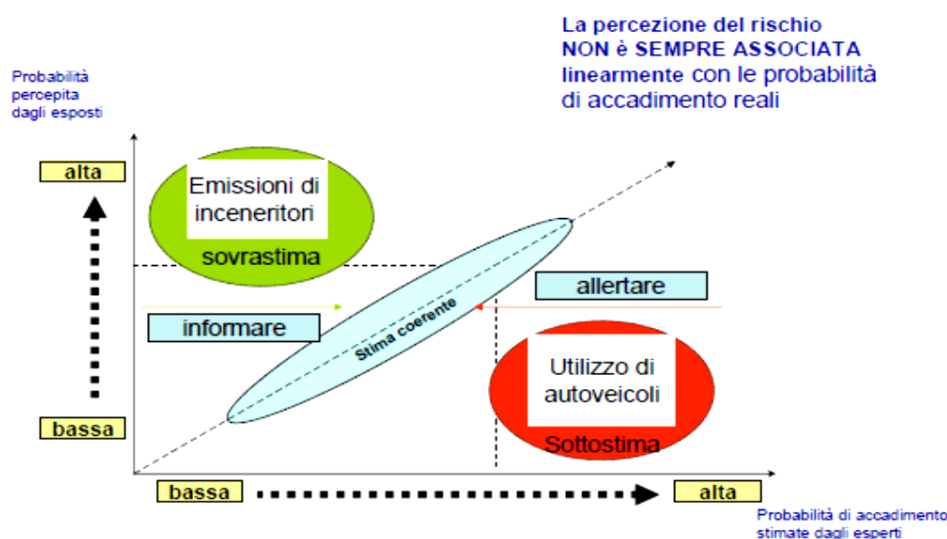 La percezione del rischio
NON è SEMPRE ASSOCIATA
linearmente con le probabilità
di accadimento reali
Probabilità
percepita
dagli esposti
alta
Emissioni di
inceneritori
sovrastima
allertare
informare
Stima coerente
Utilizzo di
autoveicoli
Sottostima
bassa
bassa
alta
Probabilità di accadimento
stimate dagli esperti